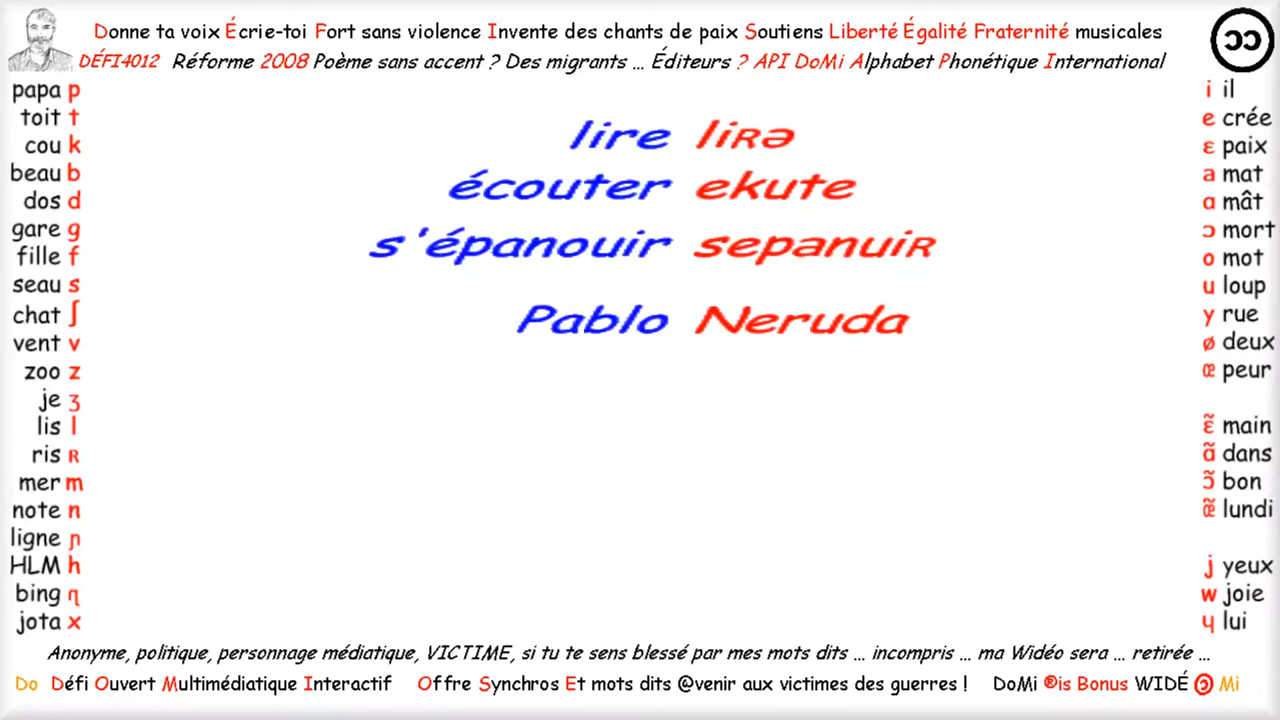 Donne ta voix Écrie-toi Fort sans violence Invente des chants de paix Soutiens Liberté Égalité Fraternité musicales
DÉFI4012 Réforme 2008 Poème sans accent ? Des migrants ... Éditeurs ? API DoMi Alphabet Phonétique International
papa p
toit t
cou k
beau b
dos d
gare g
fille f
seau s
chat ʃ
vent v
zoo z
je ʒ
lis l
ris ʀ
mer m
note n
ligne ɲ
HLM h
bing ɳ
jota x
lire liʀə
écouter ekute
s'épanouir sepanuiʀ
Pablo Neruda
i il
e crée
ɛ paix
a mat
ɑ mât
ɔ mort
o mot
u loup
y rue
ø deux
œ peur
ɛ̃ main
ɑ̃ dans
ɔ̃ bon
œ̃ lundi
j yeux
w joie
ɥ lui
Anonyme, politique, personnage médiatique, VICTIME, si tu te sens blessé par mes mots dits ... incompris ... ma Widéo sera ... retirée ...
Do Défi Ouvert Multimédiatique Interactif Offre Synchros Et mots dits @venir aux victimes des guerres ! DoMi ®is Bonus WIDÉ Mi